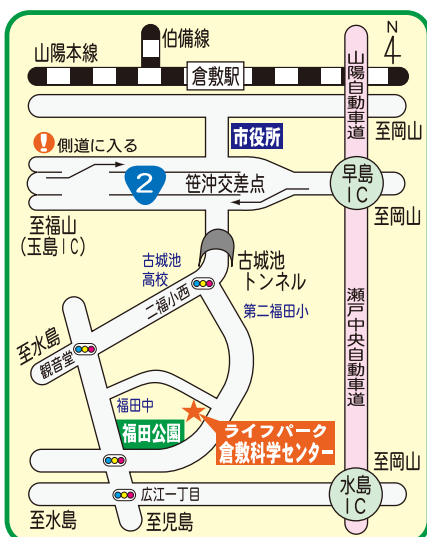 伯備線
山陽本線
倉敷駅
N
山陽自動車道
至岡山
市役所
!側道に入る
2
笹沖交差点
早島
IC
至岡山
至福山
(玉島IC)
古城池
高校
古城池
トンネル
二福小西
第二福田小
瀬戸中央自動車道
至水島
観音堂
福田中
福田公園
ライフパーク
倉敷科学センター
至岡山
広江一丁目
水島
IC
至水島
至児島